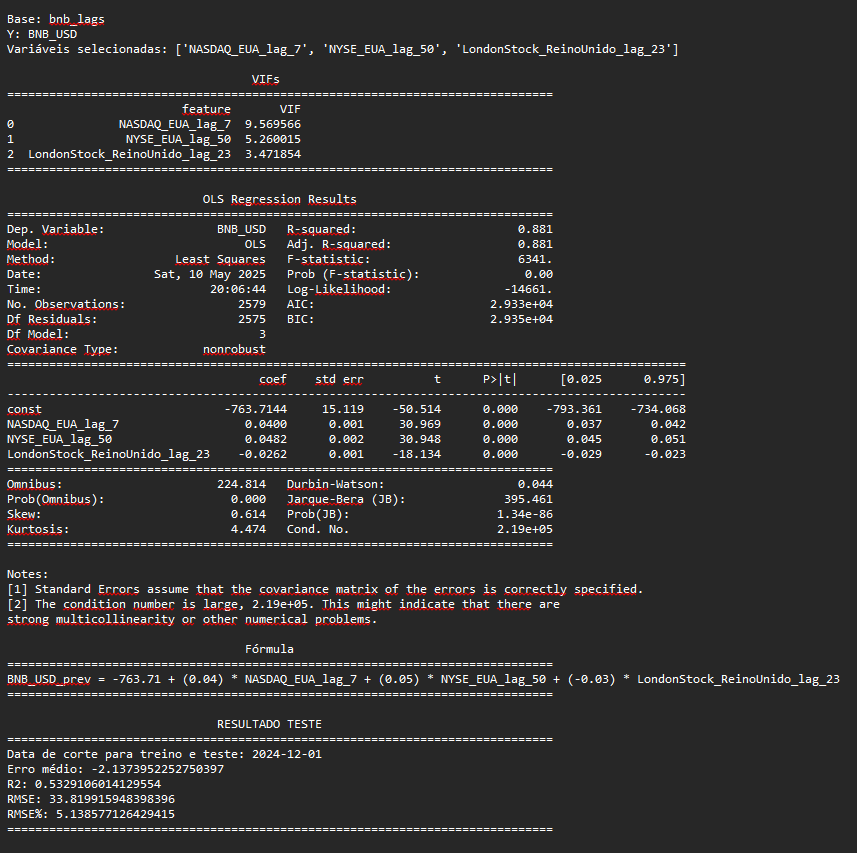 Base: bnb_lags
Y: BNB_USD
Variáveis selecionadas: ['NASDAQ_EUA_lag_7', 'NYSE_EUA_lag_50', 'LondonStock_ReinoUnido_lag_23']
VIFs
==============================================================================
feature VIF
0 NASDAQ_EUA_lag_7 9.569566
1 NYSE_EUA_lag_50 5.260015
2 LondonStock_ReinoUnido_lag_23 3.471854
==============================================================================
OLS Regression Results
==============================================================================
Dep. Variable: BNB_USD R-squared: 0.881
Model: OLS Adj. R-squared: 0.881
Method: Least Squares F-statistic: 6341.
Date: Sat, 10 May 2025 Prob (F-statistic): 0.00
Time: 20:06:44 Log-Likelihood: -14661.
No. Observations: 2579 AIC: 2.933e+04
Df Residuals: 2575 BIC: 2.935e+04
Df Model: 3
Covariance Type: nonrobust
=================================================================================================
coef std err t P>|t| [0.025 0.975]
-------------------------------------------------------------------------------------------------
const -763.7144 15.119 -50.514 0.000 -793.361 -734.068
NASDAQ_EUA_lag_7 0.0400 0.001 30.969 0.000 0.037 0.042
NYSE_EUA_lag_50 0.0482 0.002 30.948 0.000 0.045 0.051
LondonStock_ReinoUnido_lag_23 -0.0262 0.001 -18.134 0.000 -0.029 -0.023
==============================================================================
Omnibus: 224.814 Durbin-Watson: 0.044
Prob(Omnibus): 0.000 Jarque-Bera (JB): 395.461
Skew: 0.614 Prob(JB): 1.34e-86
Kurtosis: 4.474 Cond. No. 2.19e+05
==============================================================================
Notes:
[1] Standard Errors assume that the covariance matrix of the errors is correctly specified.
[2] The condition number is large, 2.19e+05. This might indicate that there are
strong multicollinearity or other numerical problems.
Fórmula
==============================================================================
BNB_USD_prev = -763.71 + (0.04) * NASDAQ_EUA_lag_7 + (0.05) * NYSE_EUA_lag_50 + (-0.03) * LondonStock_ReinoUnido_lag_23
==============================================================================
RESULTADO TESTE
==============================================================================
Data de corte para treino e teste: 2024-12-01
Erro médio: -2.1373952252750397
R2: 0.5329106014129554
RMSE: 33.819915948398396
RMSE%: 5.138577126429415
==============================================================================